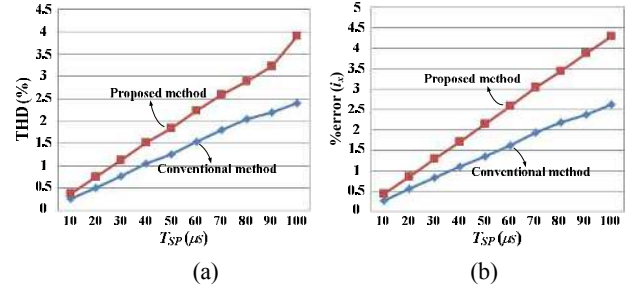 4.5
4
3.5
3
2.5
2
1.5
1
0.5
0
THD (%)
Proposed method
Conventional method
10 20 30 40 50 60 70 80 90 100
T_SP (μs)
(a)
5
4.5
4
3.5
3
2.5
2
1.5
1
0.5
0
%error (i_x)
Proposed method
Conventional method
10 20 30 40 50 60 70 80 90 100
T_SP (μs)
(b)